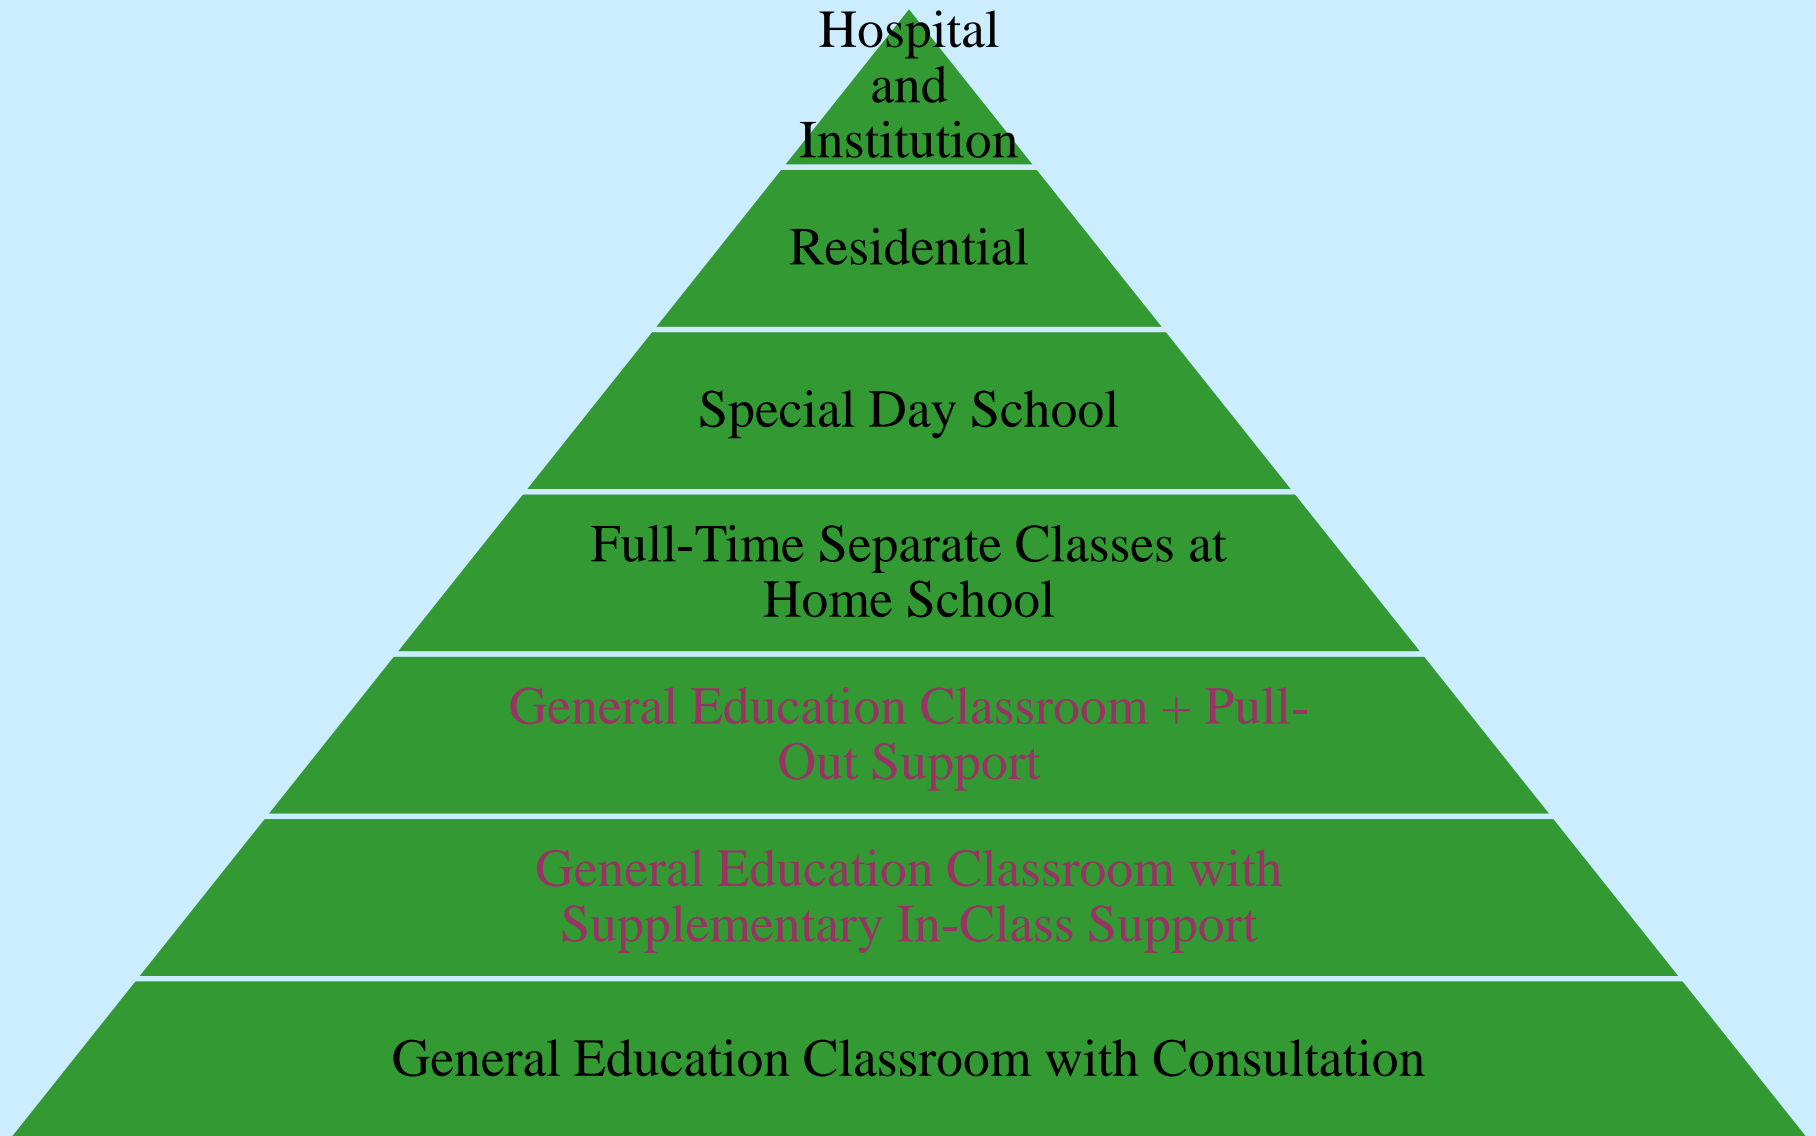 Hospital
and
Institution
Residential
Special Day School
Full-Time Separate Classes at
Home School
General Education Classroom + Pull-
Out Support
General Education Classroom with
Supplementary In-Class Support
General Education Classroom with Consultation